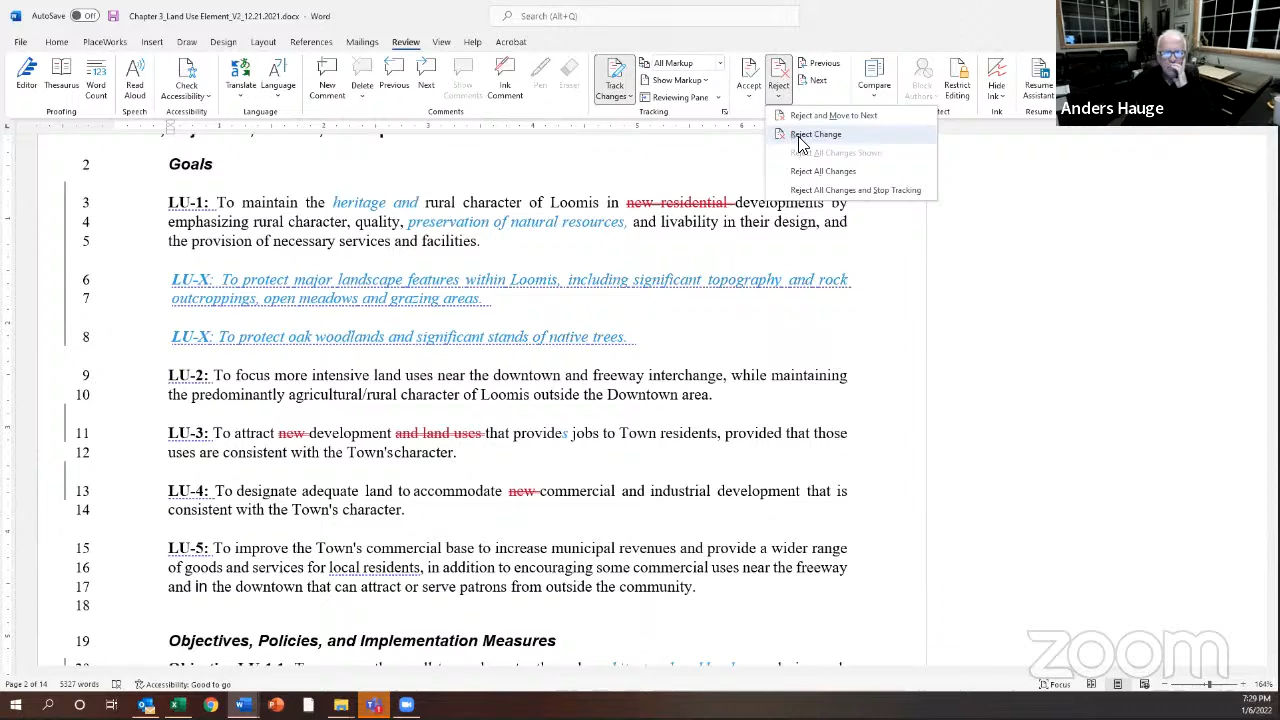 AutoSave Off Chapter 3_Land Use Element_V2_12.21.2021.docx - Word
Search (Alt+Q)
File Home PlaceWorks Insert Draw Design Layout References Mailings Review View Help Acrobat
Editor Thesaurus Word Count
Read Aloud
Check Accessibility
Translate Language
New Comment Delete Previous Next Show Comments
Ink Comment
Pen Eraser
Track Changes
All Markup
Show Markup
Reviewing Pane
Accept Reject
Previous
Next
Compare
Block Authors Restrict Editing
Hide Ink
Resume Assista
Proofing Speech Accessibility Language Comments Tracking
Anders Hauge
Reject and Move to Next
Reject Change
Reject All Changes Shown
Reject All Changes
Reject All Changes and Stop Tracking
2 Goals
3 LU-1: To maintain the heritage and rural character of Loomis in new residential developments by
4 emphasizing rural character, quality, preservation of natural resources, and livability in their design, and
5 the provision of necessary services and facilities.
6 LU-X: To protect major landscape features within Loomis, including significant topography and rock
7 outcroppings, open meadows and grazing areas.
8 LU-X: To protect oak woodlands and significant stands of native trees.
9 LU-2: To focus more intensive land uses near the downtown and freeway interchange, while maintaining
10 the predominantly agricultural/rural character of Loomis outside the Downtown area.
11 LU-3: To attract new development and land uses that provides jobs to Town residents, provided that those
12 uses are consistent with the Town's character.
13 LU-4: To designate adequate land to accommodate new commercial and industrial development that is
14 consistent with the Town's character.
15 LU-5: To improve the Town's commercial base to increase municipal revenues and provide a wider range
16 of goods and services for local residents, in addition to encouraging some commercial uses near the freeway
17 and in the downtown that can attract or serve patrons from outside the community.
18
19 Objectives, Policies, and Implementation Measures
zoom
Page 2 of 14 5327 words Accessibility: Good to go Focus 164%
7:29 PM
1/6/2022